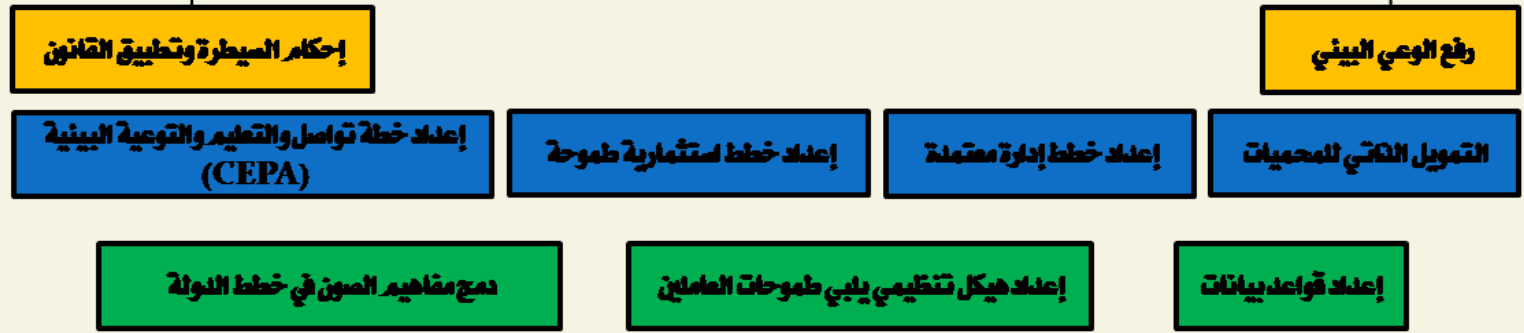 رفع الوعي البيئي
إحكام السيطرة وتطبيق القانون
التمويل الذاتي للمحميات
إعداد خطط إدارة معتمدة
إعداد خطط استثمارية طموحة
إعداد خطة تواصل والتعليم والتوعية البيئية
(CEPA)
إعداد قواعد بيانات
إعداد هيكل تنظيمي يلبي طموحات العاملين
دمج مفاهيم الصون في خطط الدولة